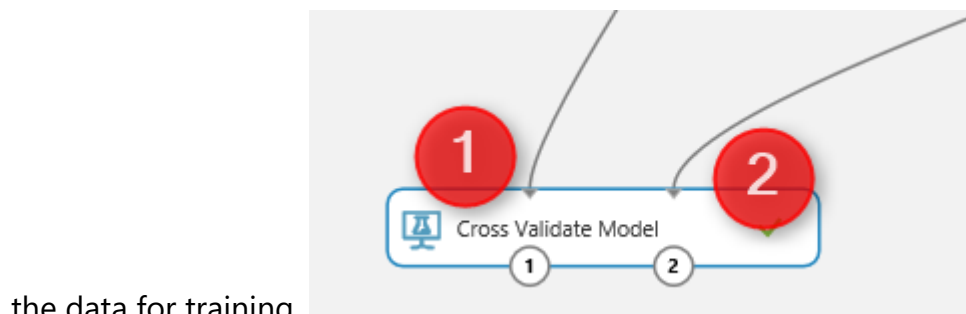 1
2
Cross Validate Model
1 2
the data for training